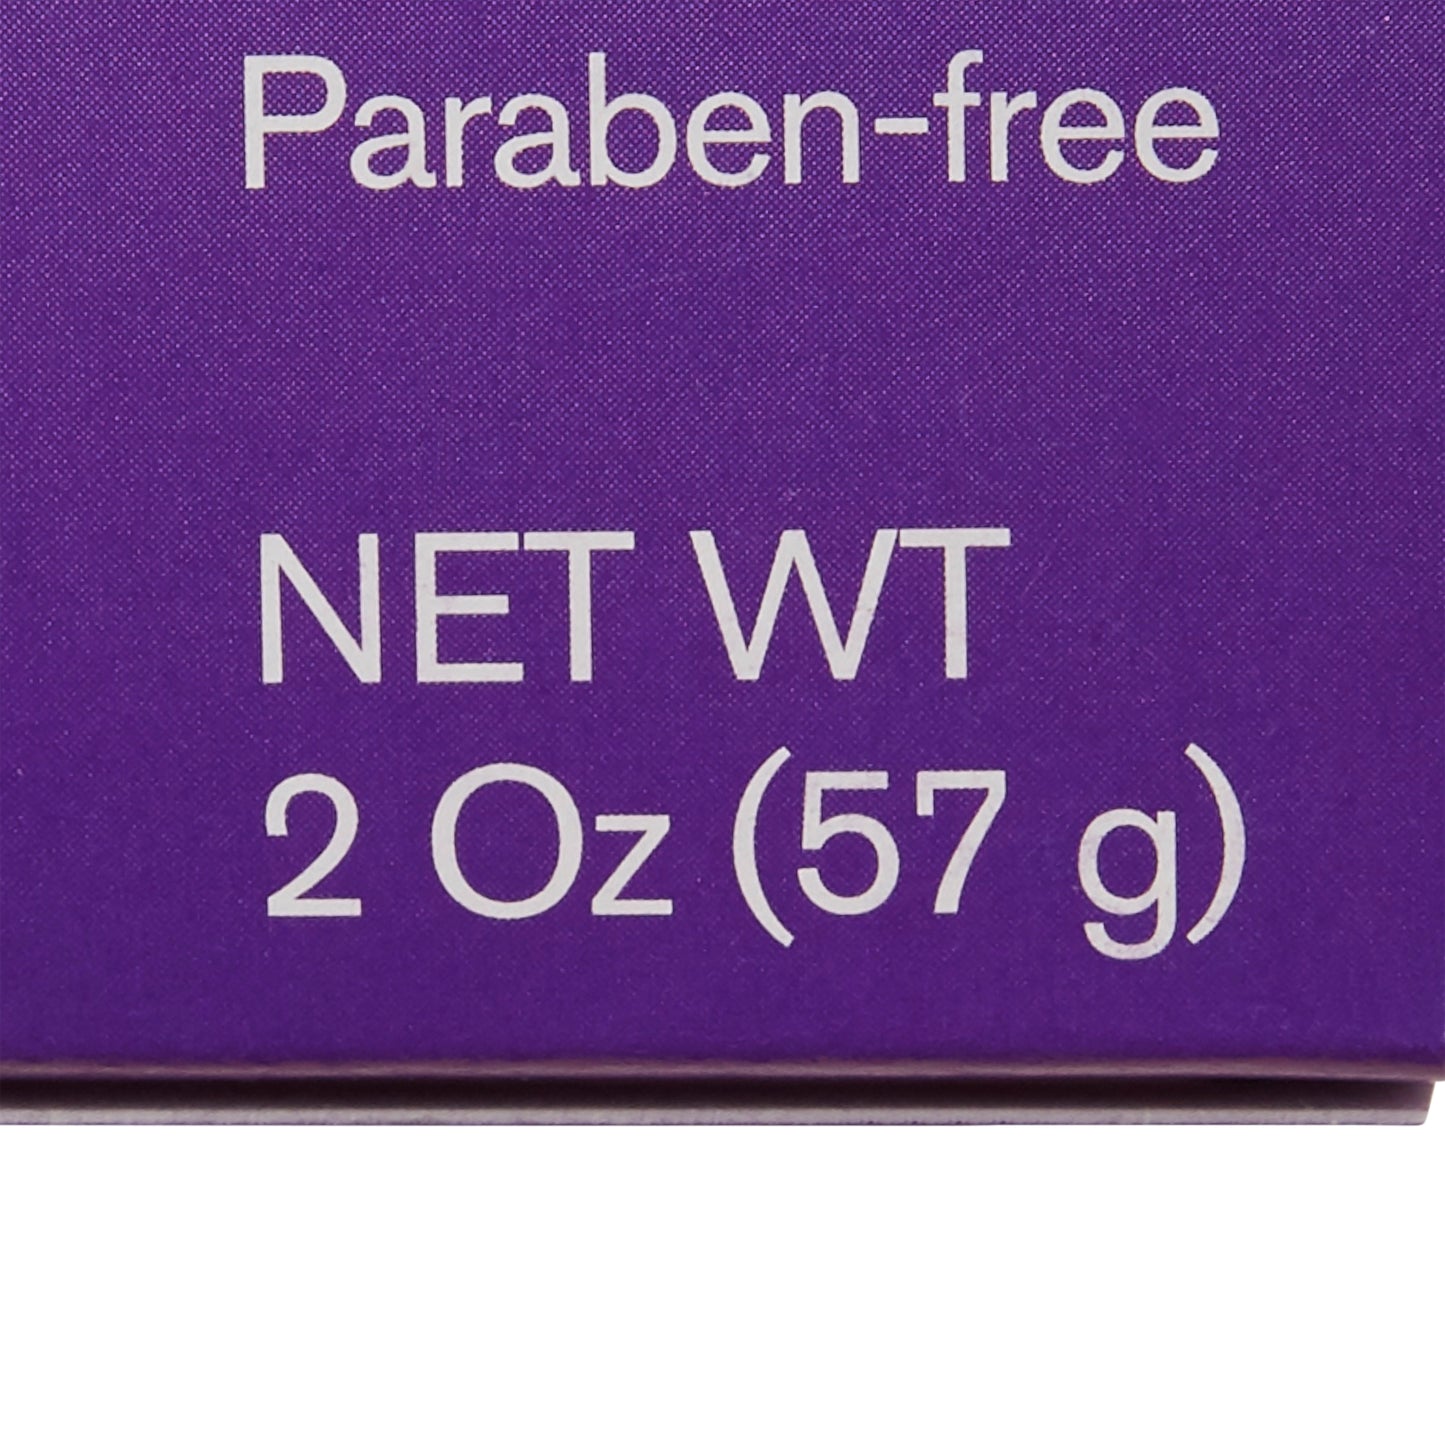 Paraben-free
NET WT
2 Oz (57 g)